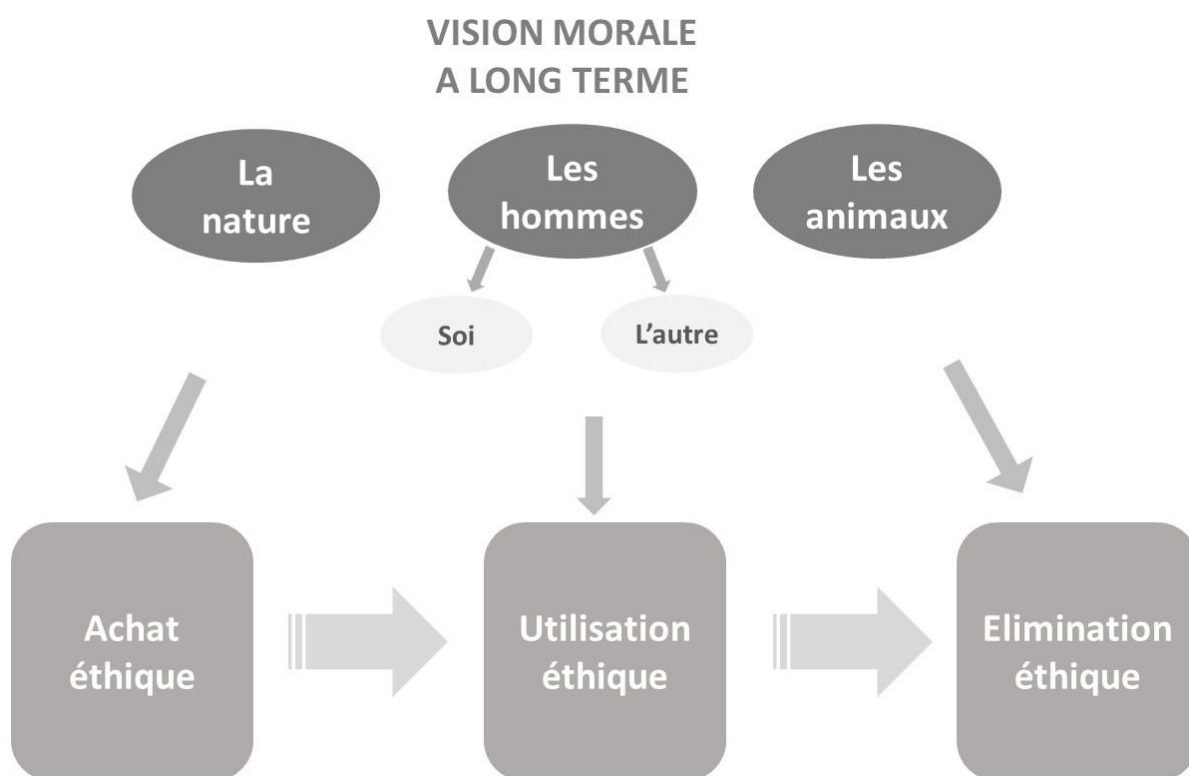 VISION MORALE
A LONG TERME
La
nature
Les
hommes
Les
animaux
Soi
L’autre
Achat
éthique
Utilisation
éthique
Elimination
éthique